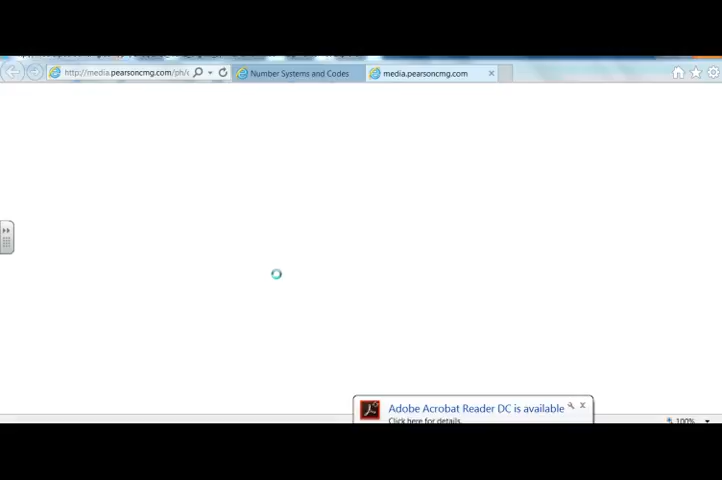 http://media.pearsoncmg.com/ph/
Number Systems and Codes
media.pearsoncmg.com
Adobe Acrobat Reader DC is available
Click here for details
100%